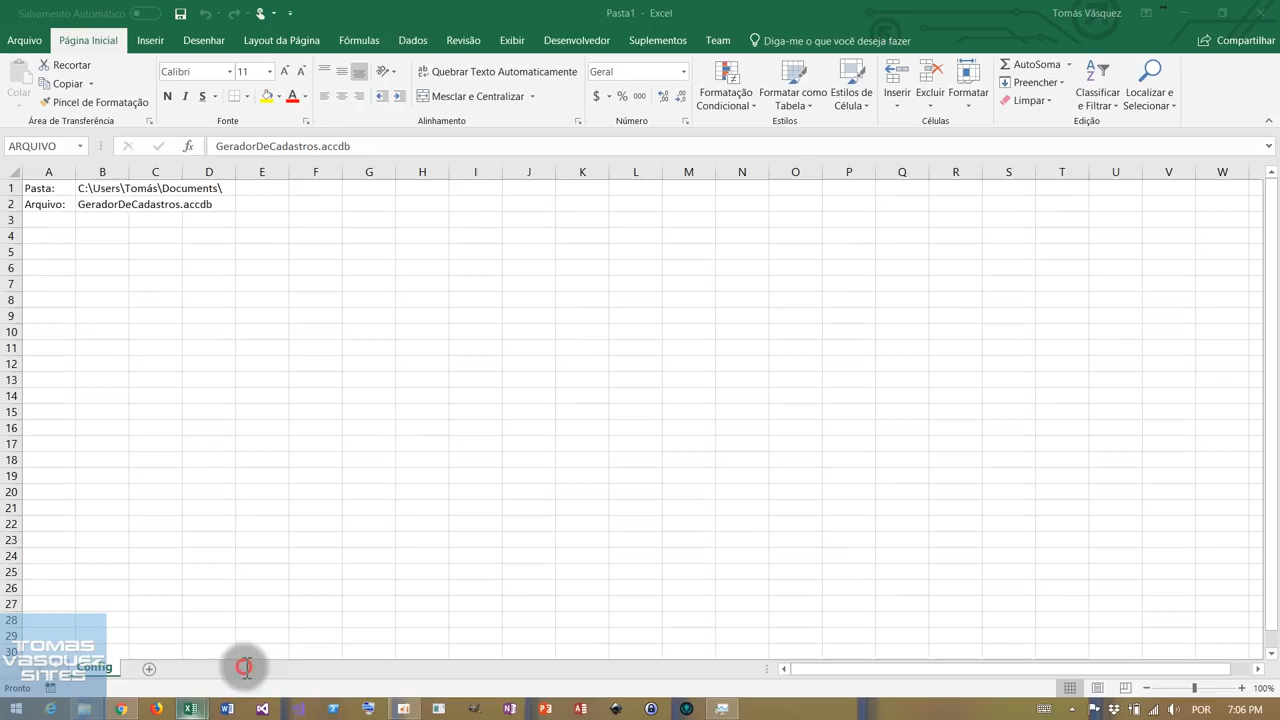 Salvamento Automático
Pasta1 - Excel
Tomás Vásquez
Arquivo
Página Inicial
Inserir
Desenhar
Layout da Página
Fórmulas
Dados
Revisão
Exibir
Desenvolvedor
Suplementos
Team
Diga-me o que você deseja fazer
Compartilhar
Colar
Recortar
Copiar
Pincel de Formatação
Área de Transferência
Calibri
11
N I S
Fonte
Quebrar Texto Automaticamente
Mesclar e Centralizar
Alinhamento
Geral
$ % 000
Número
Formatação Condicional
Formatar como Tabela
Estilos de Célula
Estilos
Inserir
Excluir
Formatar
Células
AutoSoma
Preencher
Limpar
Classificar e Filtrar
Localizar e Selecionar
Edição
ARQUIVO
fx
GeradorDeCadastros.accdb
A B C D E F G H I J K L M N O P Q R S T U V W
1 Pasta: C:\Users\Tomás\Documents\
2 Arquivo: GeradorDeCadastros.accdb
3
4
5
6
7
8
9
10
11
12
13
14
15
16
17
18
19
20
21
22
23
24
25
26
27
28
29
30
TOMAS
VASQUEZ
SITES
Config
Pronto
100%
POR
7:06 PM